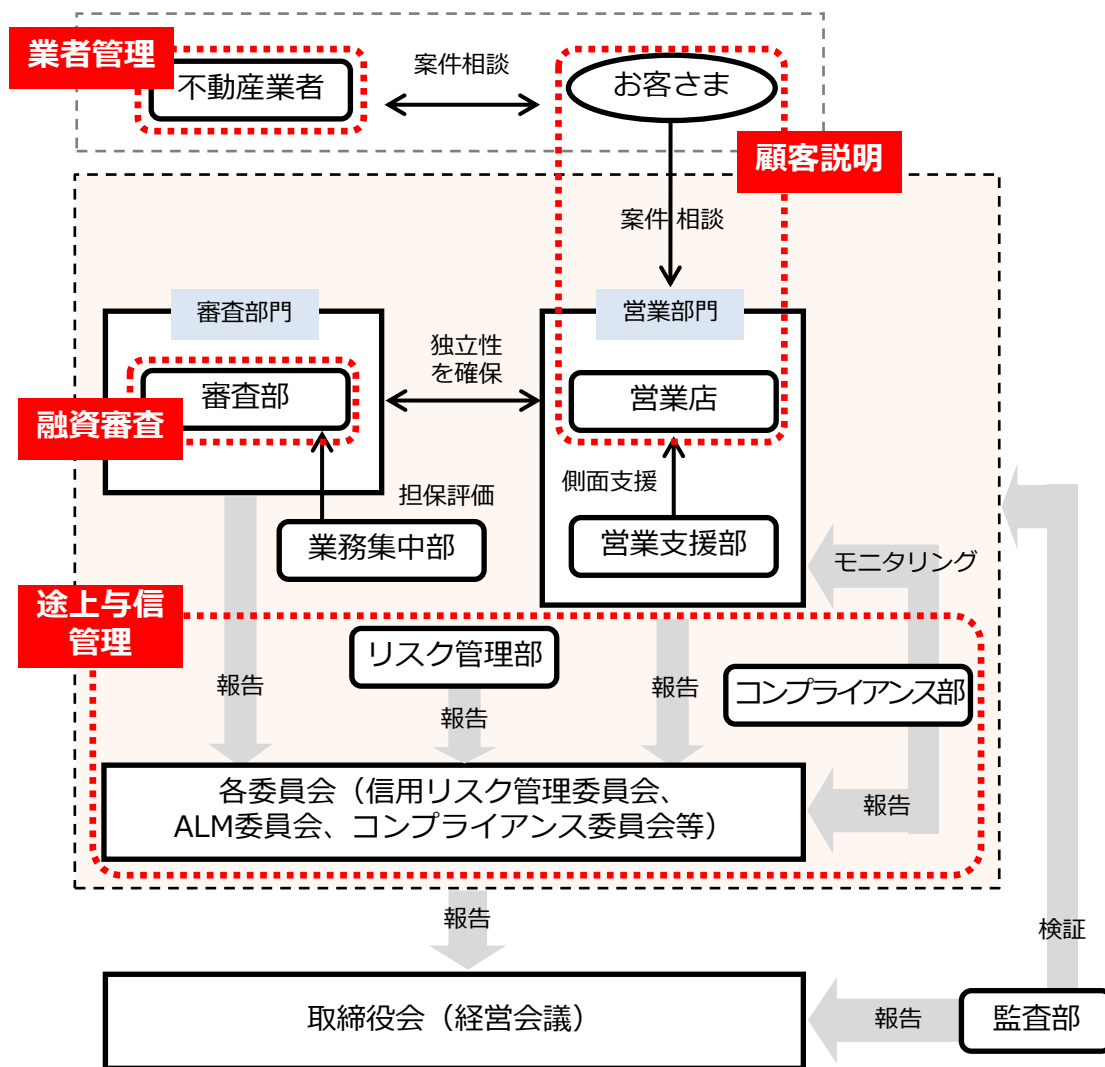 業者管理
不動産業者
案件相談
お客さま
顧客説明
案件 相談
審査部門
営業部門
独立性
を確保
審査部
営業店
融資審査
担保評価
側面支援
業務集中部
営業支援部
モニタリング
途上与信
管理
リスク管理部
コンプライアンス部
報告
報告
報告
各委員会（信用リスク管理委員会、
ALM委員会、コンプライアンス委員会等）
報告
報告
検証
取締役会（経営会議）
報告
監査部